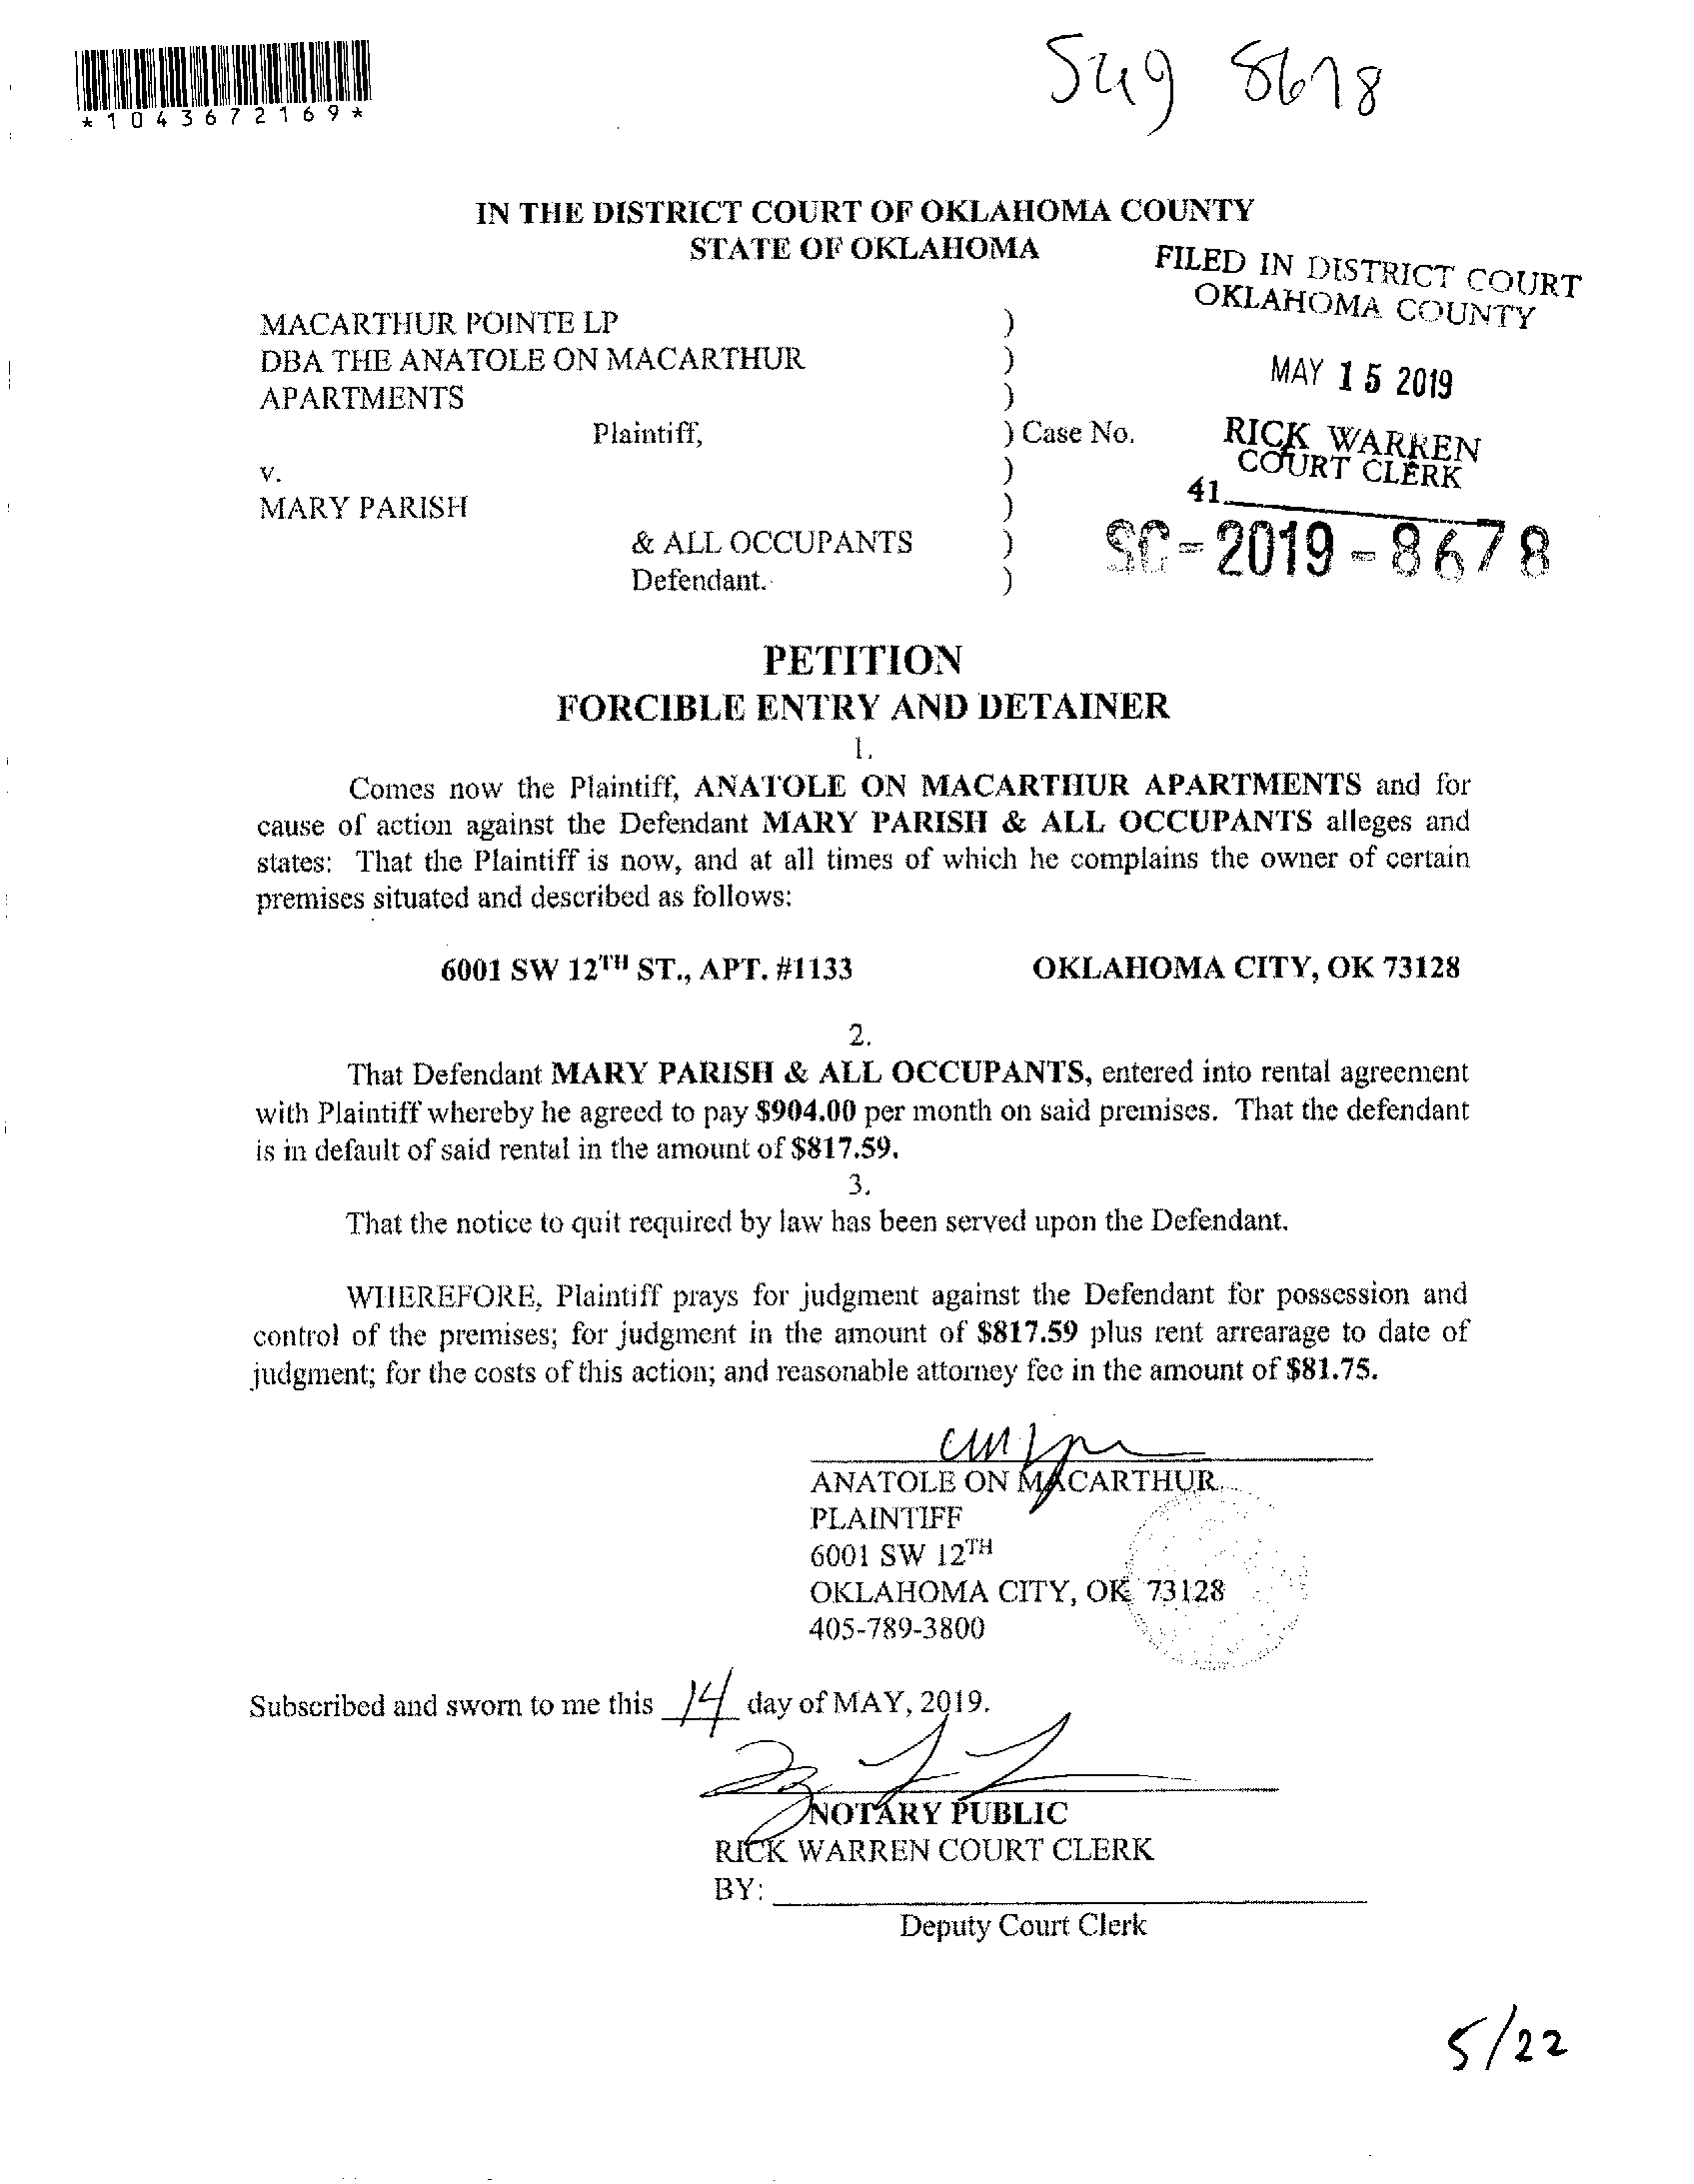 *1043672169*
8678
IN THE DISTRICT COURT OF OKLAHOMA COUNTY
STATE OF OKLAHOMA
FILED IN DISTRICT COURT
OKLAHOMA COUNTY
MACARTHUR POINTE LP )
DBA THE ANATOLE ON MACARTHUR )
APARTMENTS )
MAY 15 2019
Plaintiff, ) Case No.
RICK WARREN
COURT CLERK
v. )
41
MARY PARISH )
& ALL OCCUPANTS )
SC-2019-8678
Defendant. )
PETITION
FORCIBLE ENTRY AND DETAINER
1.
Comes now the Plaintiff, ANATOLE ON MACARTHUR APARTMENTS and for
cause of action against the Defendant MARY PARISH & ALL OCCUPANTS alleges and
states: That the Plaintiff is now, and at all times of which he complains the owner of certain
premises situated and described as follows:
6001 SW 12TH ST., APT. #1133 OKLAHOMA CITY, OK 73128
2.
That Defendant MARY PARISH & ALL OCCUPANTS, entered into rental agreement
with Plaintiff whereby he agreed to pay $904.00 per month on said premises. That the defendant
is in default of said rental in the amount of $817.59.
3.
That the notice to quit required by law has been served upon the Defendant.
WHEREFORE, Plaintiff prays for judgment against the Defendant for possession and
control of the premises; for judgment in the amount of $817.59 plus rent arrearage to date of
judgment; for the costs of this action; and reasonable attorney fee in the amount of $81.75.
ANATOLE ON MACARTHUR
PLAINTIFF
6001 SW 12TH
OKLAHOMA CITY, OK 73128
405-789-3800
Subscribed and sworn to me this 14 day of MAY, 2019.
NOTARY PUBLIC
RICK WARREN COURT CLERK
BY:
Deputy Court Clerk
5/22